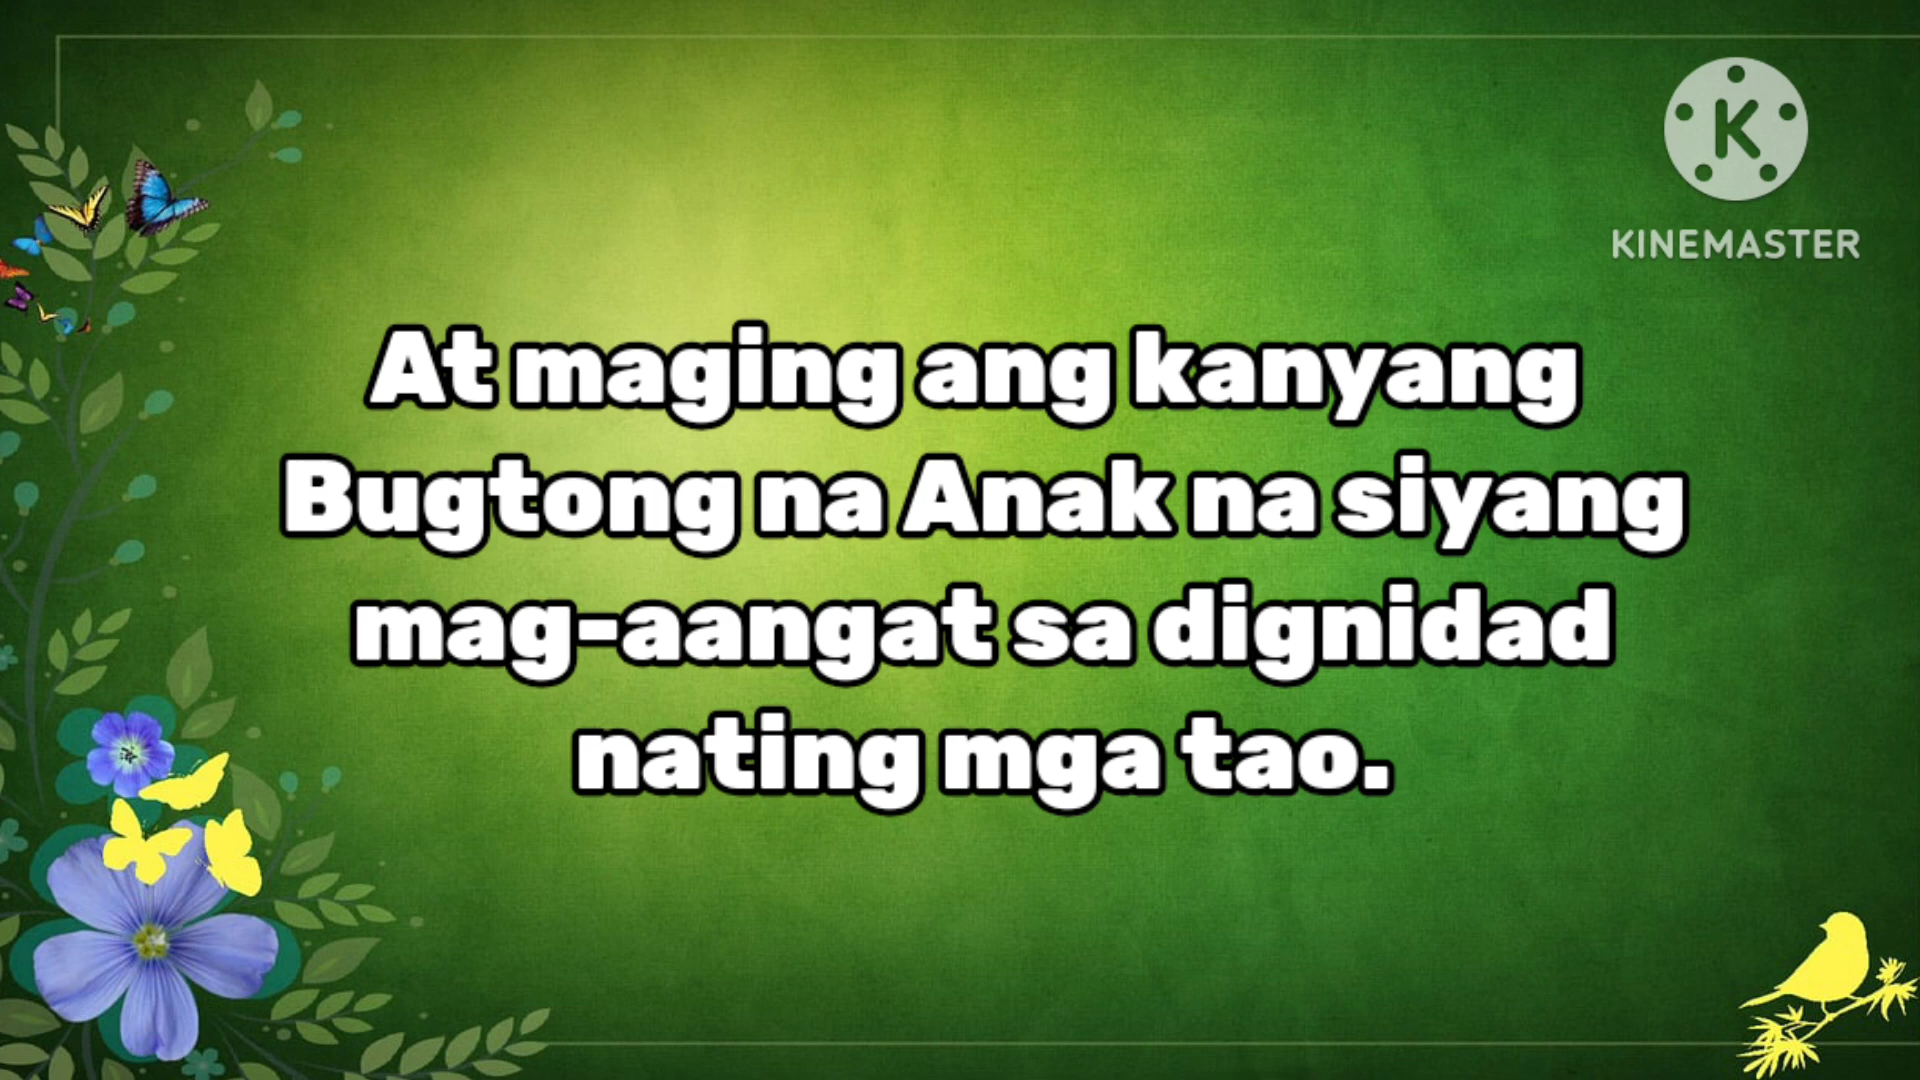 K
KINEMASTER
At maging ang kanyang
Bugtong na Anak na siyang
mag-aangat sa dignidad
nating mga tao.